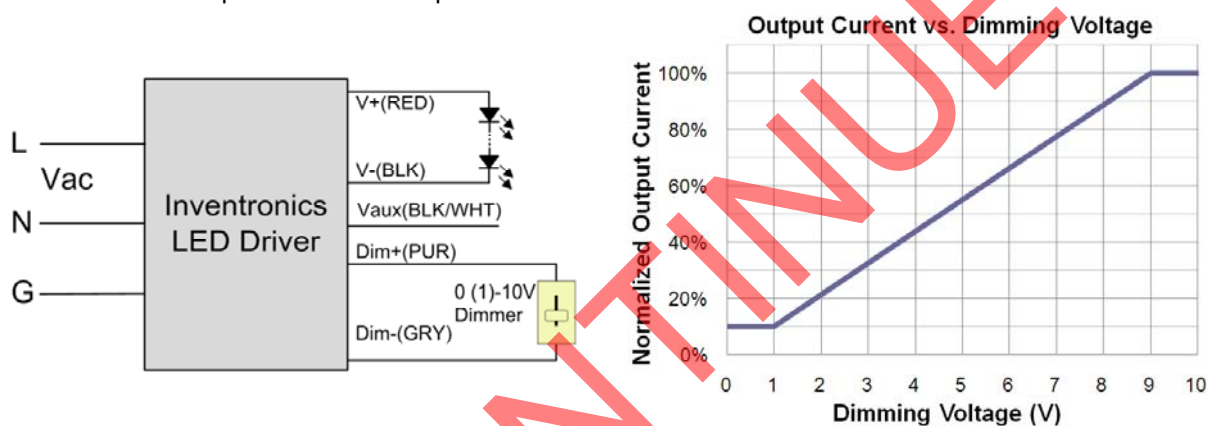 L
Vac
N
G
Inventronics
LED Driver
V+(RED)
V-(BLK)
Vaux(BLK/WHT)
Dim+(PUR)
0 (1)-10V
Dimmer
Dim-(GRY)
Output Current vs. Dimming Voltage
Normalized Output Current
100%
80%
60%
40%
20%
0%
0 1 2 3 4 5 6 7 8 9 10
Dimming Voltage (V)
NTINUE